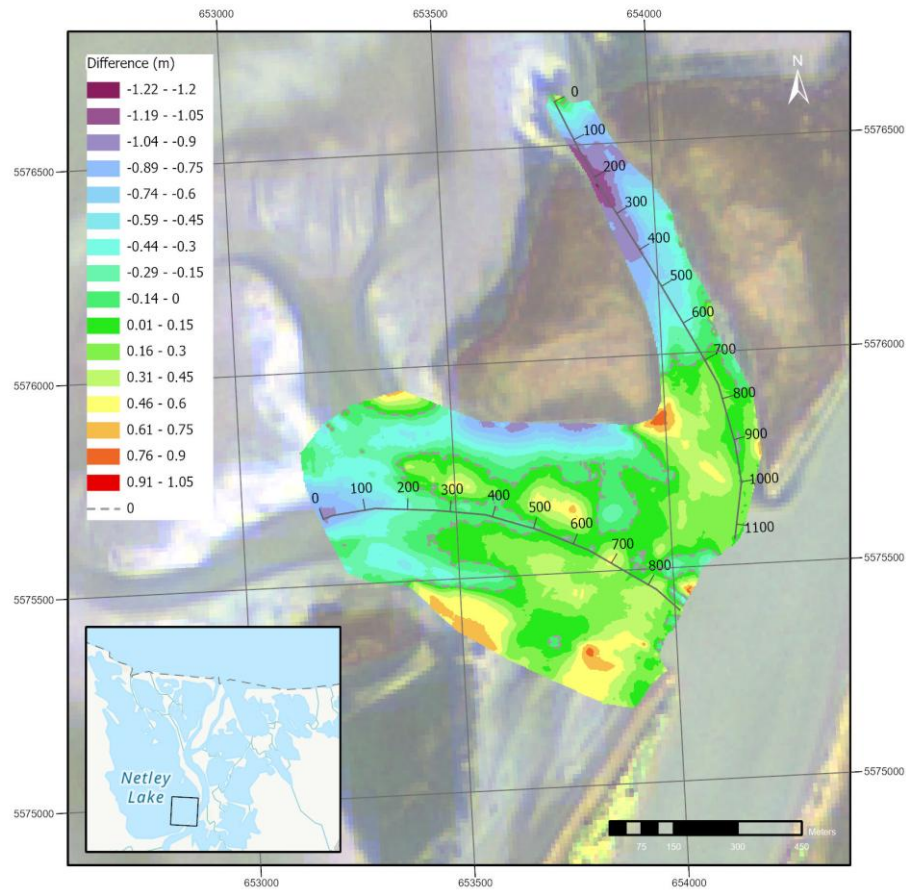 653000
653500
654000
Difference (m)
-1.22 - -1.2
-1.19 - -1.05
-1.04 - -0.9
-0.89 - -0.75
-0.74 - -0.6
-0.59 - -0.45
-0.44 - -0.3
-0.29 - -0.15
-0.14 - 0
0.01 - 0.15
0.16 - 0.3
0.31 - 0.45
0.46 - 0.6
0.61 - 0.75
0.76 - 0.9
0.91 - 1.05
0
N
0
100
200
300
400
500
600
700
800
900
1000
1100
0
100
200
300
400
500
600
700
800
5576500
5576500
5576000
5576000
5575500
5575500
5575000
5575000
Netley
Lake
75 150 300 450
Meters
653000
653500
654000